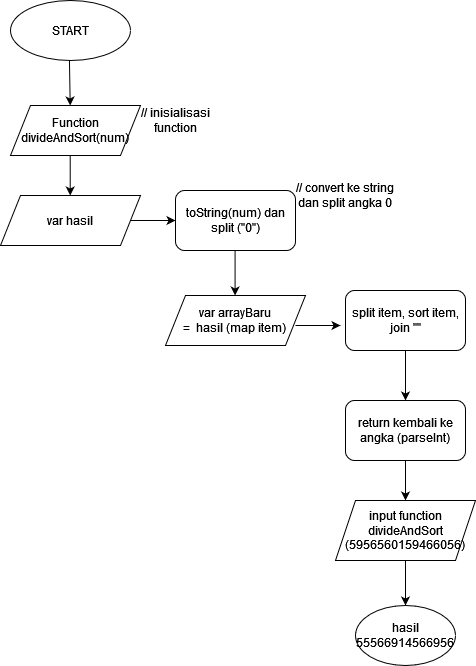 START
Function
divideAndSort(num)
// inisialisasi
function
var hasil
toString(num) dan
split ("0")
// convert ke string
dan split angka 0
var arrayBaru
= hasil (map item)
split item, sort item,
join ""
return kembali ke
angka (parseInt)
input function
divideAndSort
(5956560159466056)
hasil
55566914566956